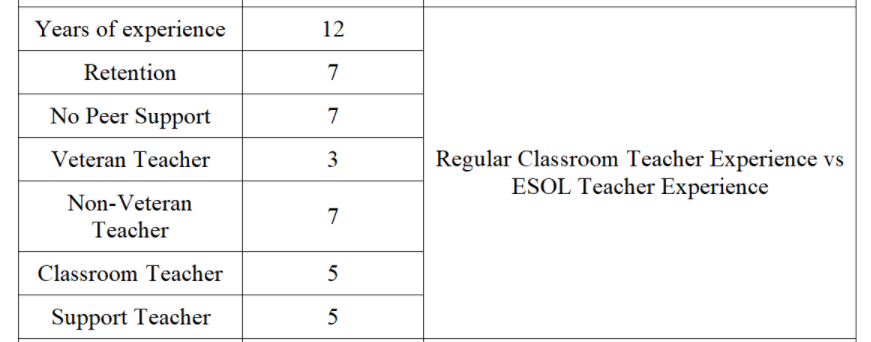 Years of experience 12
Retention 7
No Peer Support 7
Veteran Teacher 3
Non-Veteran
Teacher 7
Classroom Teacher 5
Support Teacher 5
Regular Classroom Teacher Experience vs
ESOL Teacher Experience